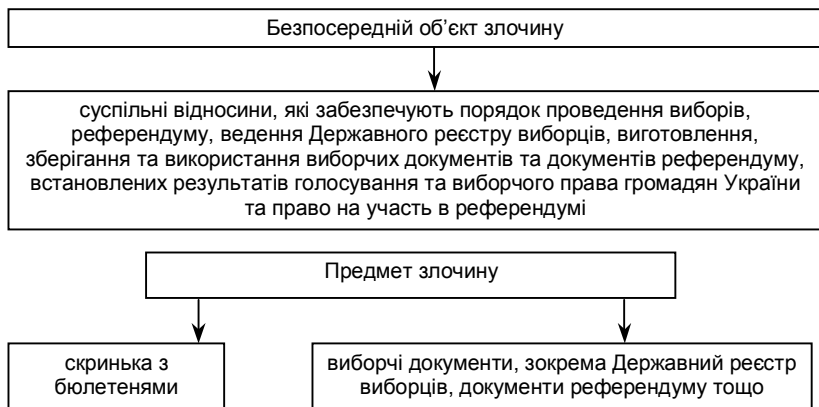 Безпосередній об’єкт злочину
суспільні відносини, які забезпечують порядок проведення виборів,
референдуму, ведення Державного реєстру виборців, виготовлення,
зберігання та використання виборчих документів та документів референдуму,
встановлених результатів голосування та виборчого права громадян України
та право на участь в референдумі
Предмет злочину
скринька з
бюлетенями
виборчі документи, зокрема Державний реєстр
виборців, документи референдуму тощо